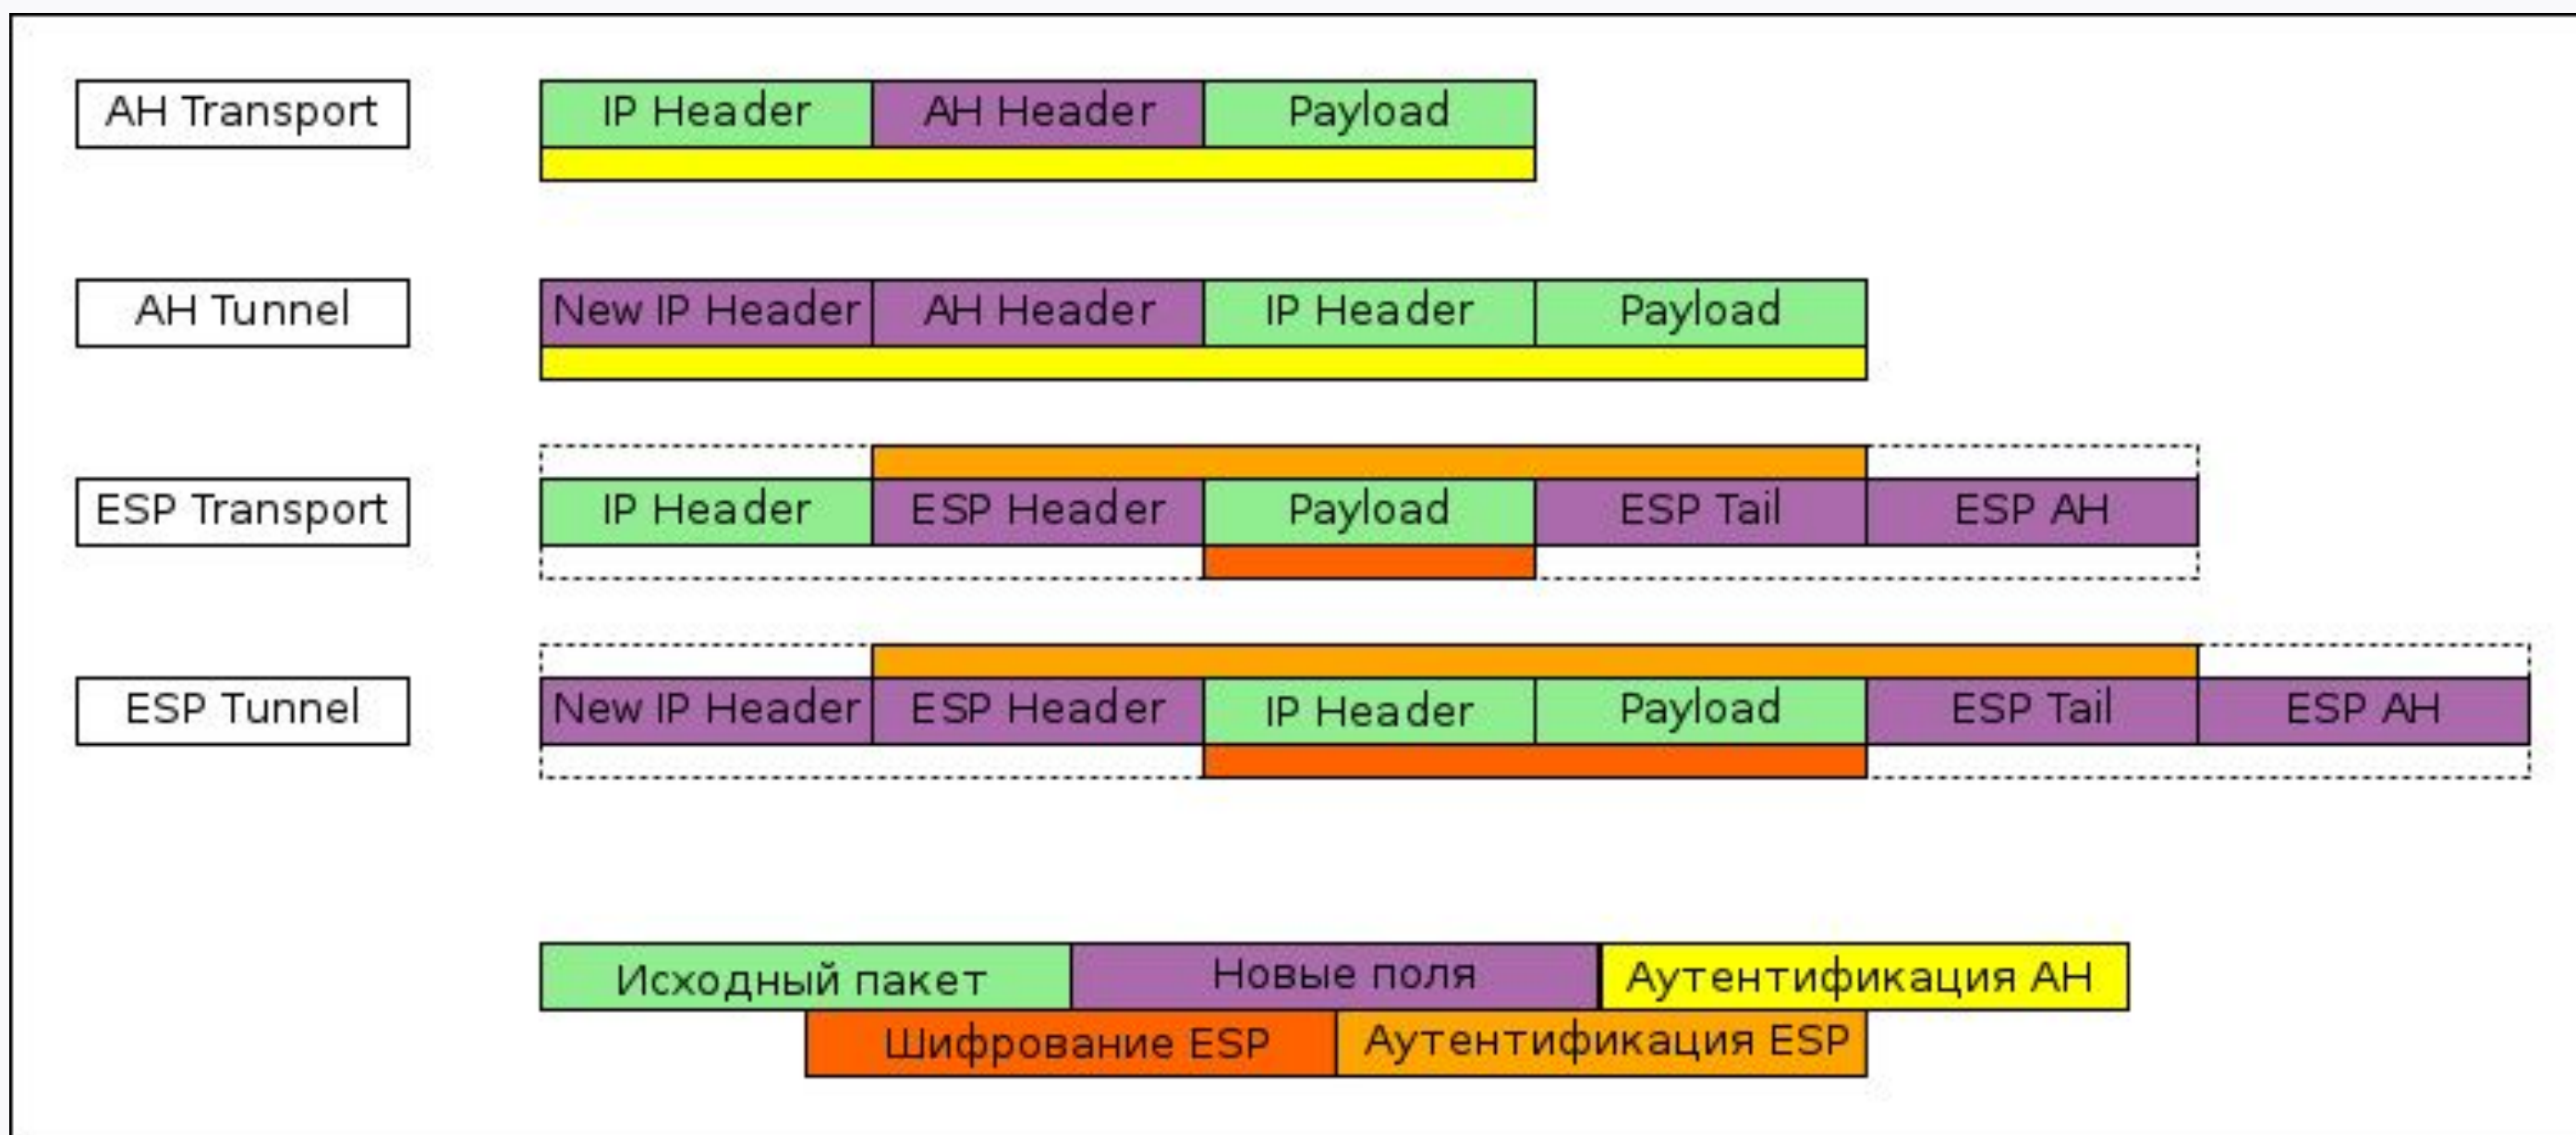 AH Transport
IP Header
AH Header
Payload
AH Tunnel
New IP Header
AH Header
IP Header
Payload
ESP Transport
IP Header
ESP Header
Payload
ESP Tail
ESP AH
ESP Tunnel
New IP Header
ESP Header
IP Header
Payload
ESP Tail
ESP AH
Исходный пакет
Новые поля
Аутентификация AH
Шифрование ESP
Аутентификация ESP